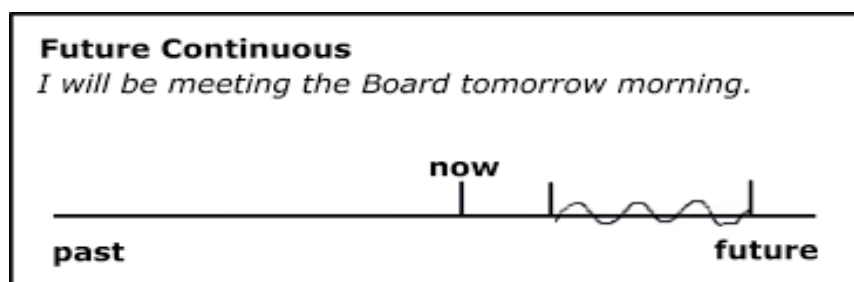 Future Continuous
I will be meeting the Board tomorrow morning.
now
past future